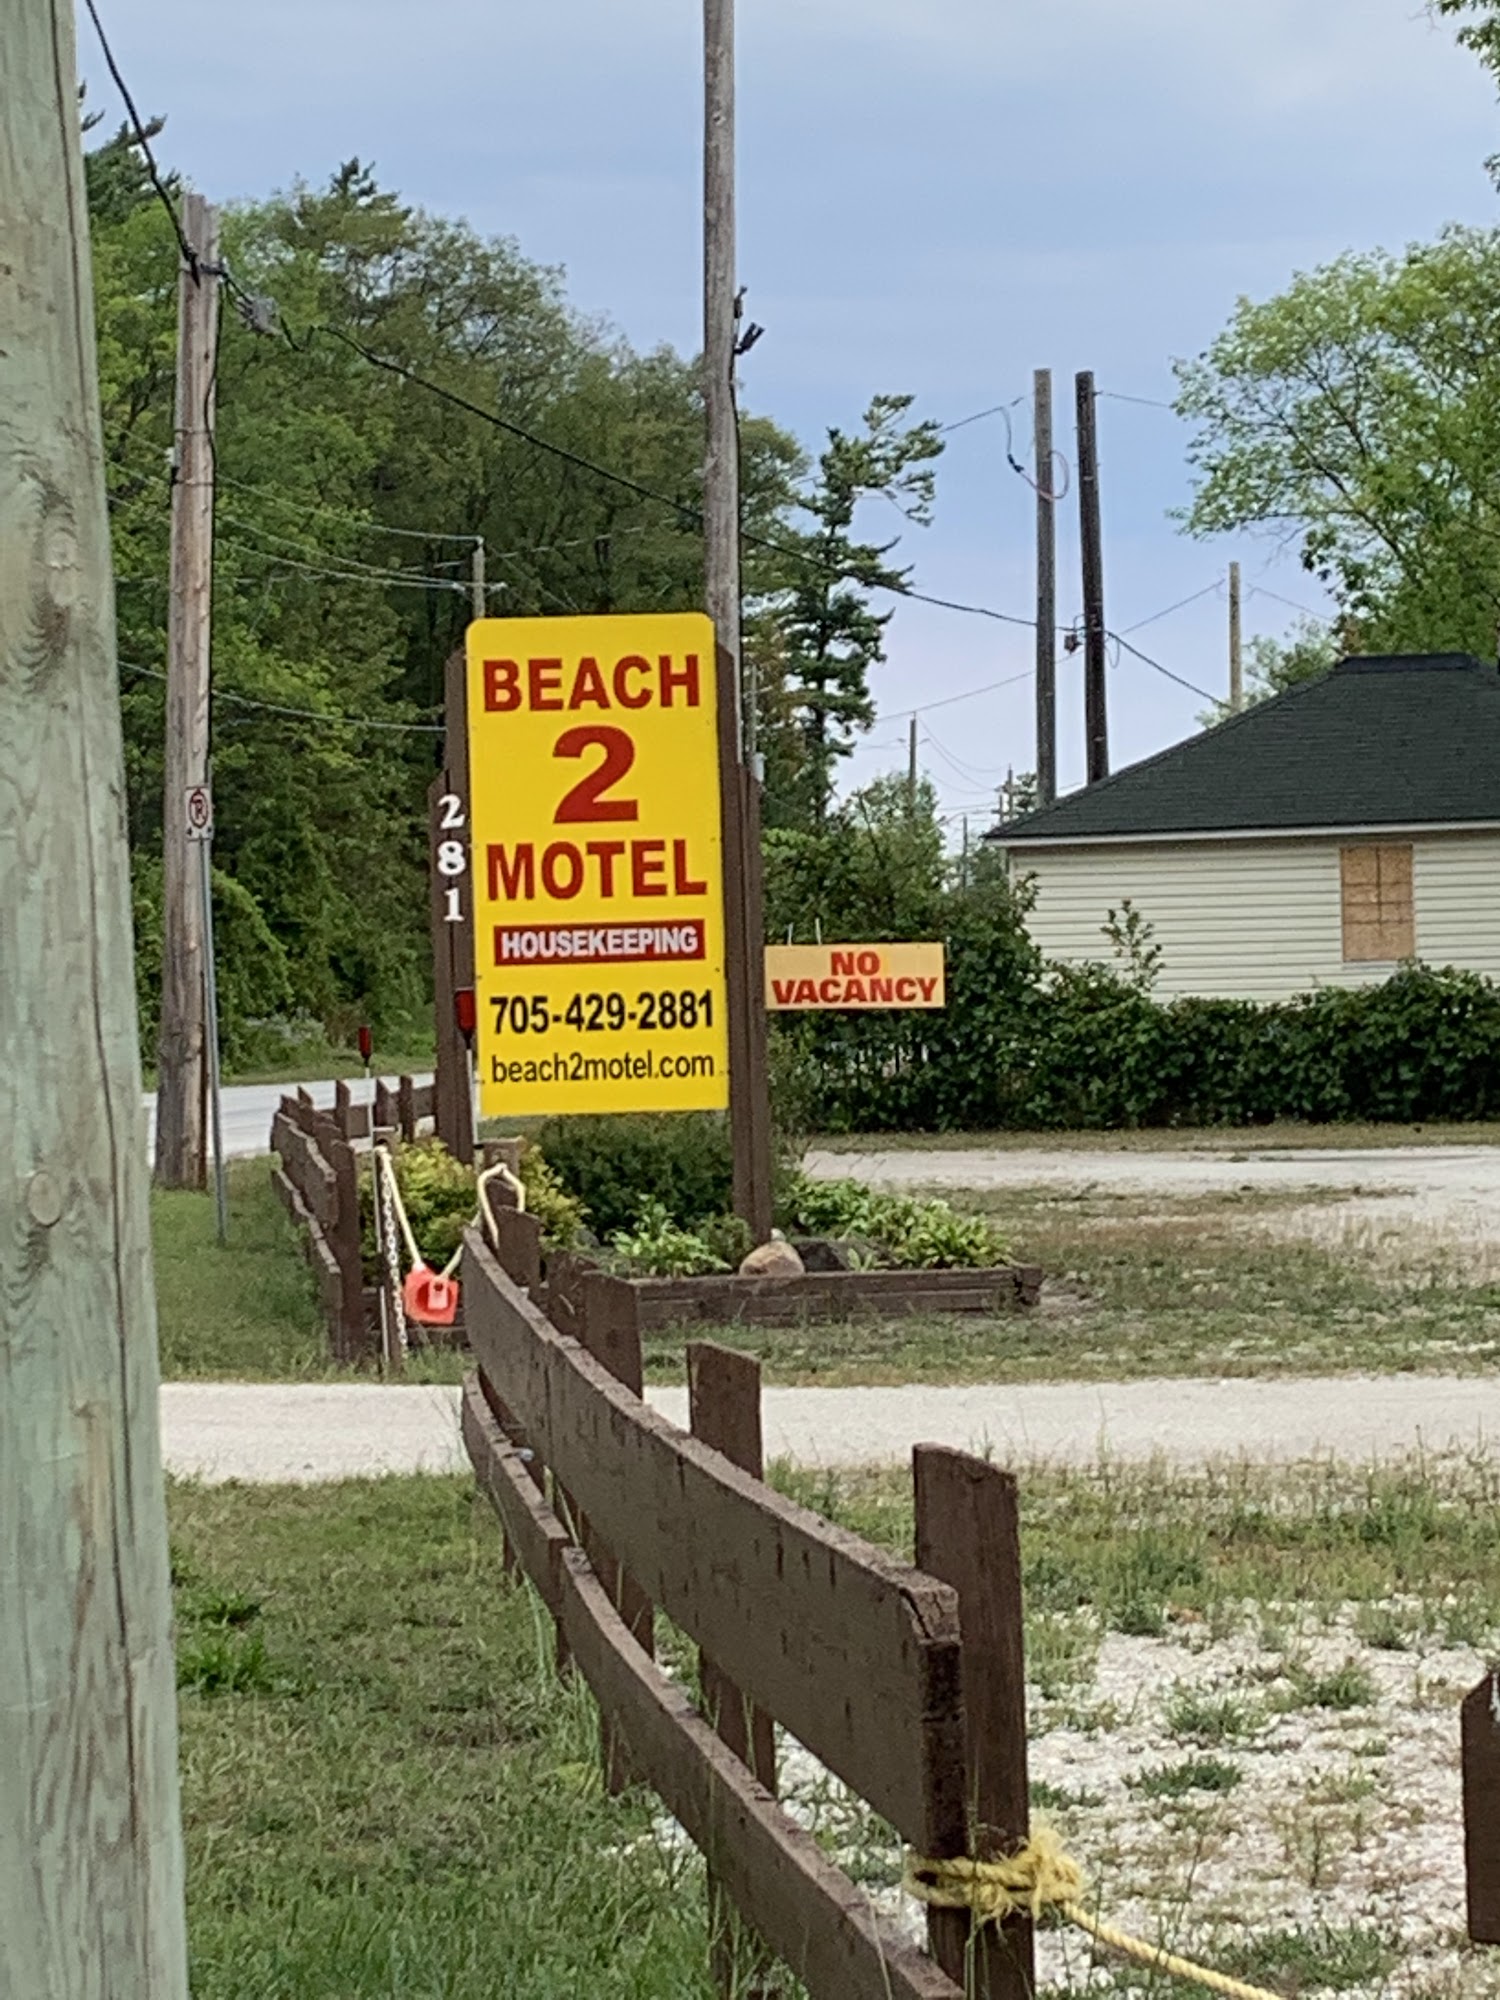 BEACH
2
MOTEL
HOUSEKEEPING
705-429-2881
beach2motel.com
281
NO
VACANCY